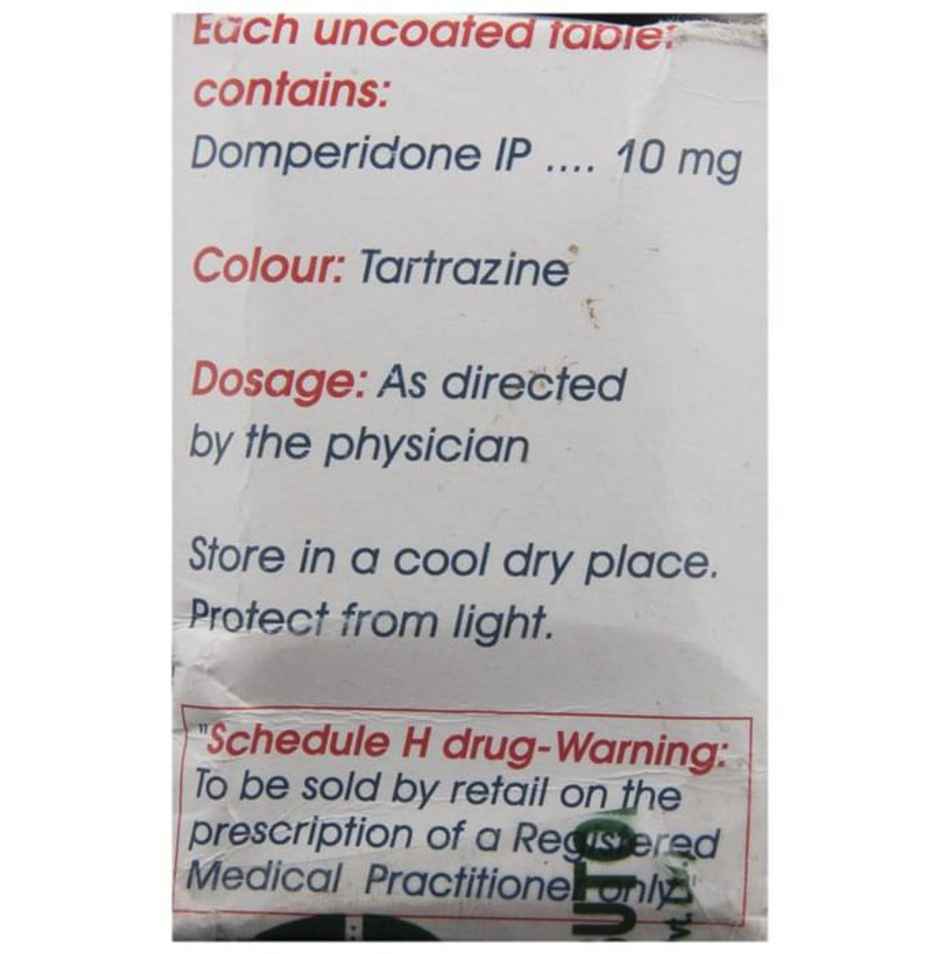 Each uncoated tablet
contains:
Domperidone IP .... 10 mg
Colour: Tartrazine
Dosage: As directed
by the physician
Store in a cool dry place.
Protect from light.
"Schedule H drug-Warning:
To be sold by retail on the
prescription of a Registered
Medical Practitioner only."